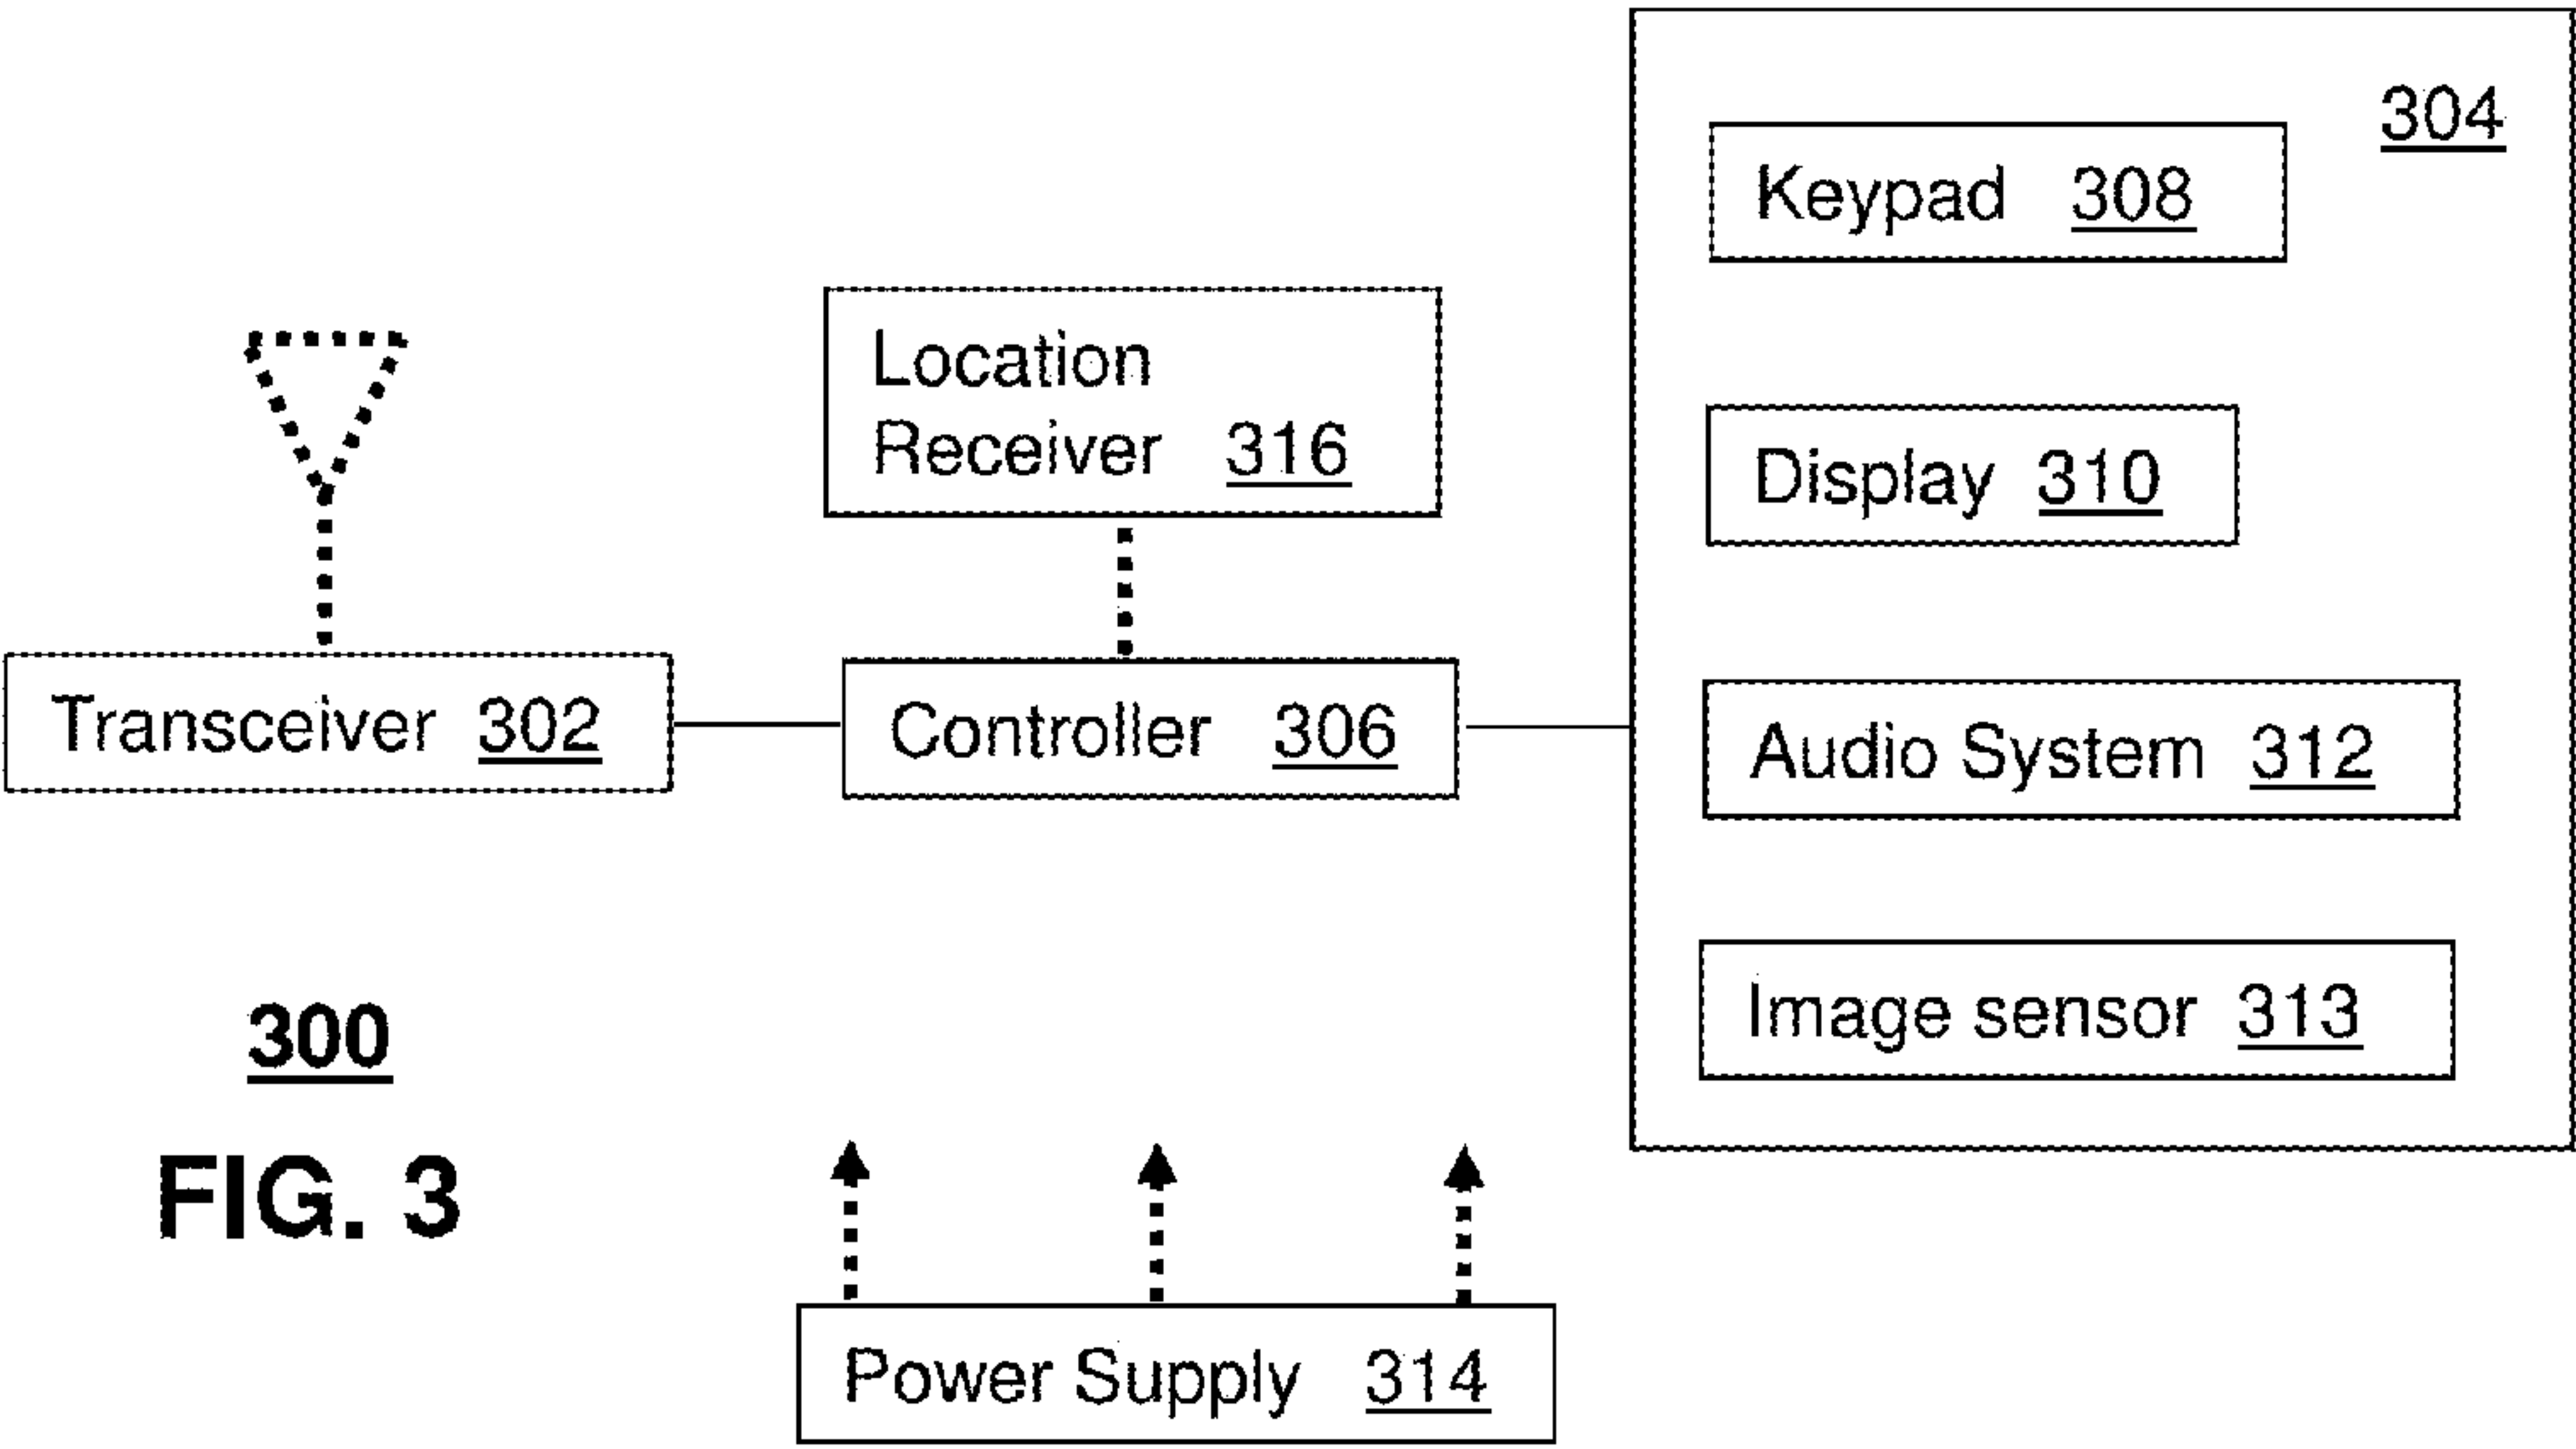 304
Keypad 308
Location
Receiver 316
Display 310
Transceiver 302
Controller 306
Audio System 312
Image sensor 313
300
FIG. 3
Power Supply 314